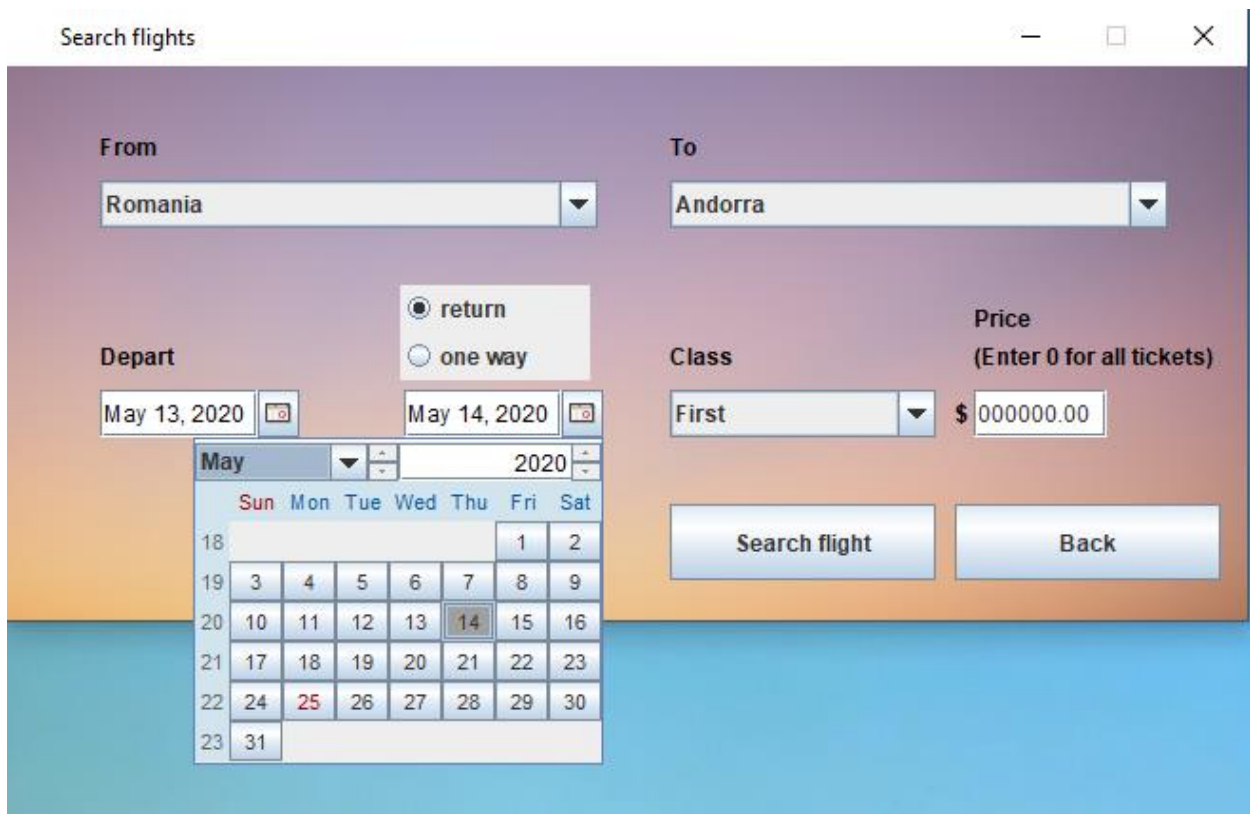 Search flights
From To
Romania Andorra
return
Price
one way
Depart Class (Enter 0 for all tickets)
May 13, 2020 May 14, 2020 First $ 000000.00
May 2020
Sun Mon Tue Wed Thu Fri Sat
Search flight Back
18 1 2
19 3 4 5 6 7 8 9
20 10 11 12 13 14 15 16
21 17 18 19 20 21 22 23
22 24 25 26 27 28 29 30
23 31